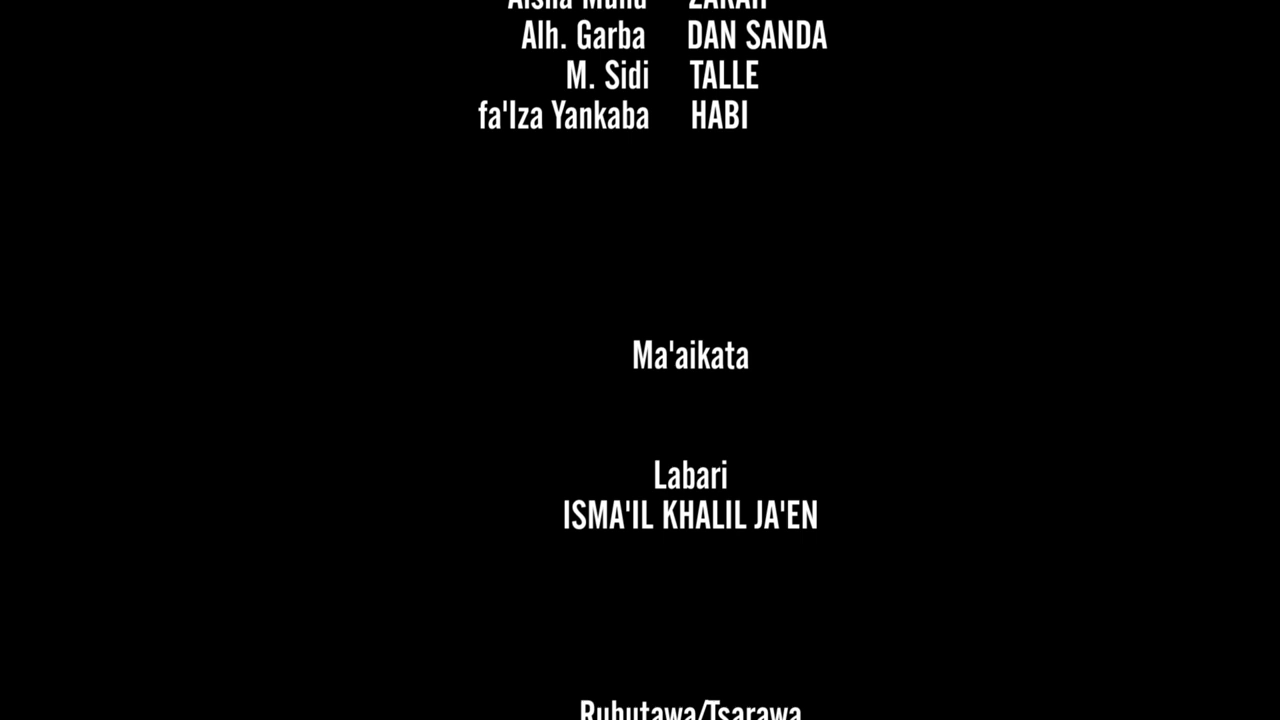 Alh. Garba DAN SANDA
M. Sidi TALLE
fa'Iza Yankaba HABI
Ma'aikata
Labari
ISMA'IL KHALIL JA'EN
Rubutawa/Tsarawa